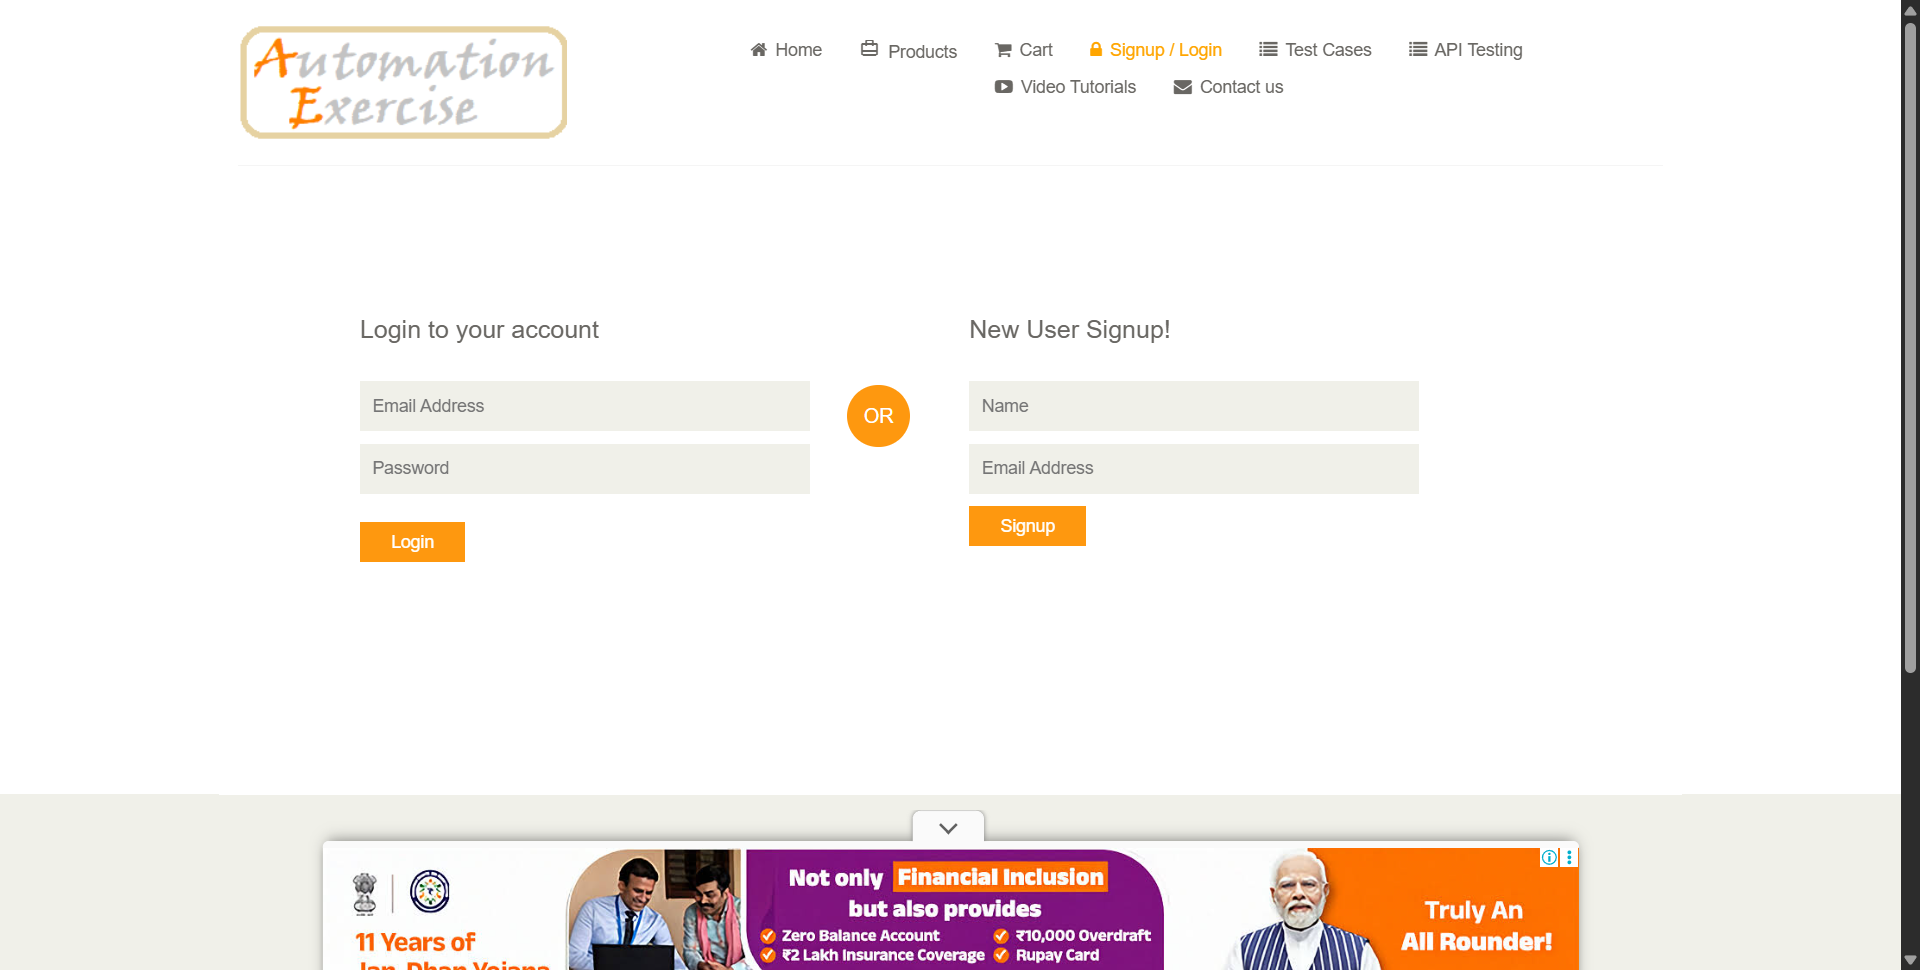 Automation
Exercise
Home
Products
Cart
Signup / Login
Test Cases
API Testing
Video Tutorials
Contact us
Login to your account
Email Address
Password
Login
OR
New User Signup!
Name
Email Address
Signup
11 Years of
Jan-Dhan Yojana
Not only Financial Inclusion
but also provides
Zero Balance Account
₹10,000 Overdraft
₹2 Lakh Insurance Coverage
Rupay Card
Truly An
All Rounder!